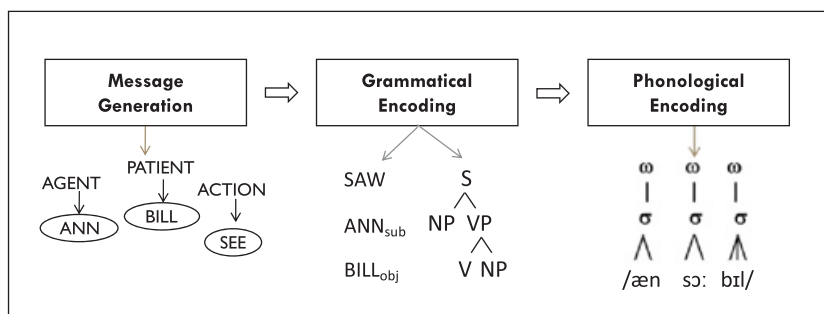 Message
Generation
Grammatical
Encoding
Phonological
Encoding
AGENT
PATIENT
ACTION
ANN
BILL
SEE
SAW
ANNsub
BILLobj
S
NP VP
V NP
ω ω ω
σ σ σ
/æn sɔː bɪl/